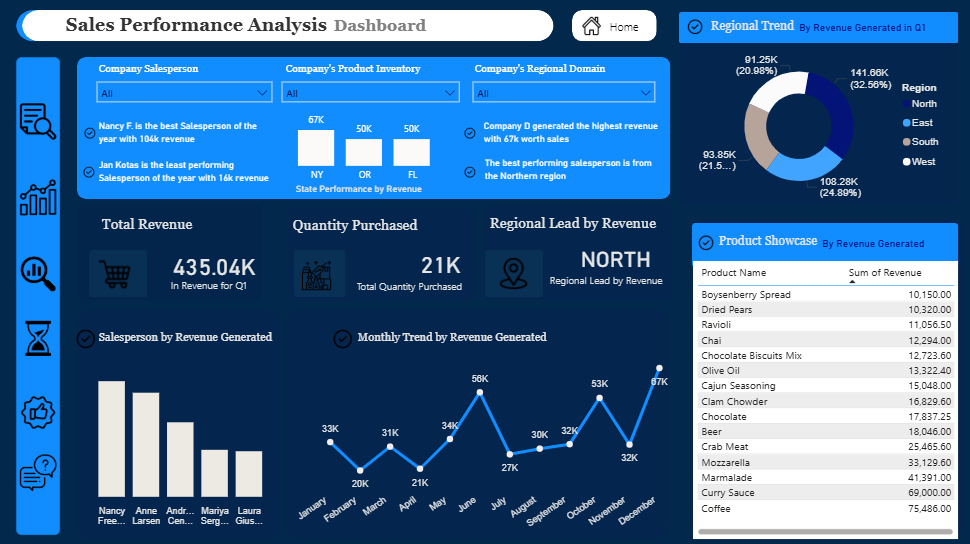 Sales Performance Analysis Dashboard
Home
Company Salesperson
All
Company's Product Inventory
All
Company's Regional Domain
All
Nancy F. is the best Salesperson of the
year with 104k revenue
Jan Kotas is the least performing
Salesperson of the year with 16k revenue
67K
50K
50K
NY
OR
FL
State Performance by Revenue
Company D generated the highest revenue
with 67k worth sales
The best performing salesperson is from
the Northern region
Total Revenue
435.04K
In Revenue for Q1
Quantity Purchased
21K
Total Quantity Purchased
Regional Lead by Revenue
NORTH
Regional Lead by Revenue
Salesperson by Revenue Generated
Nancy
Free...
Anne
Larsen
Andr...
Cen...
Mariya
Serg...
Laura
Gius...
Monthly Trend by Revenue Generated
33K
20K
31K
21K
34K
56K
27K
30K
32K
53K
32K
67K
January
February
March
April
May
June
July
August
September
October
November
December
Regional Trend By Revenue Generated in Q1
91.25K
(20.98%)
141.66K
(32.56%)
93.85K
(21.5...)
108.28K
(24.89%)
Region
North
East
South
West
Product Showcase By Revenue Generated
Product Name Sum of Revenue
Boysenberry Spread 10,150.00
Dried Pears 10,320.00
Ravioli 11,056.50
Chai 12,294.00
Chocolate Biscuits Mix 12,723.60
Olive Oil 13,322.40
Cajun Seasoning 15,048.00
Clam Chowder 16,829.60
Chocolate 17,837.25
Beer 18,046.00
Crab Meat 25,465.60
Mozzarella 33,129.60
Marmalade 41,391.00
Curry Sauce 69,000.00
Coffee 75,486.00